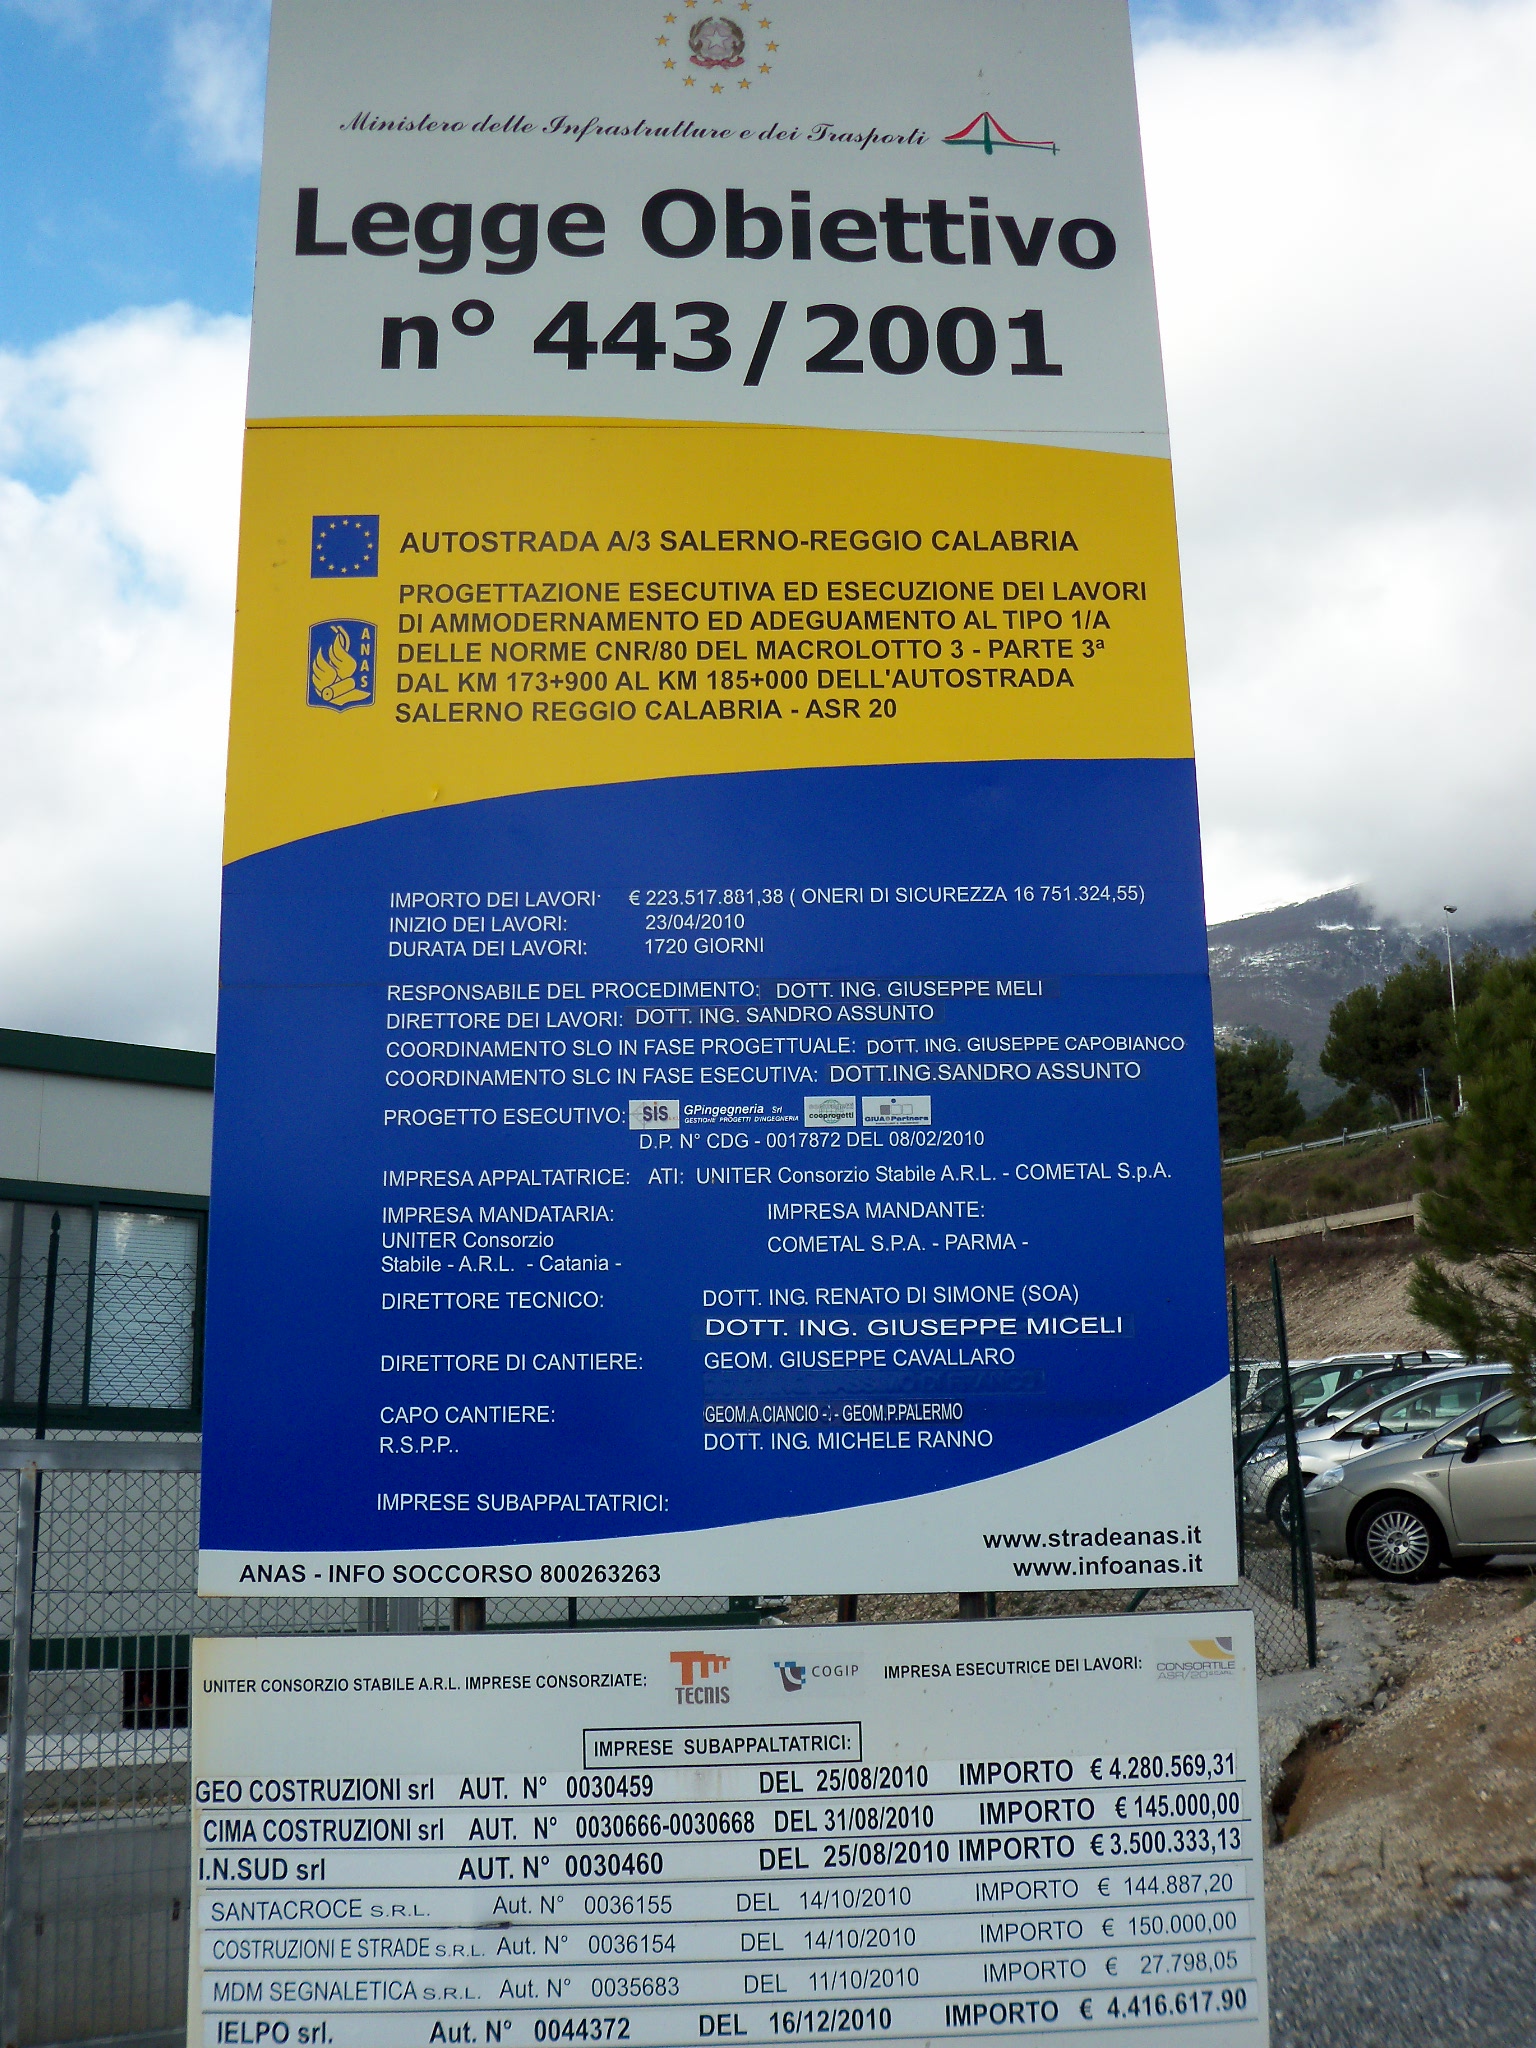 Ministero delle Infrastrutture e dei Trasporti
Legge Obiettivo
n° 443/2001
AUTOSTRADA A/3 SALERNO-REGGIO CALABRIA
PROGETTAZIONE ESECUTIVA ED ESECUZIONE DEI LAVORI
DI AMMODERNAMENTO ED ADEGUAMENTO AL TIPO 1/A
DELLE NORME CNR/80 DEL MACROLOTTO 3 - PARTE 3ª
DAL KM 173+900 AL KM 185+000 DELL'AUTOSTRADA
SALERNO REGGIO CALABRIA - ASR 20
ANAS
IMPORTO DEI LAVORI: € 223.517.881,38 ( ONERI DI SICUREZZA 16 751.324,55)
INIZIO DEI LAVORI: 23/04/2010
DURATA DEI LAVORI: 1720 GIORNI
RESPONSABILE DEL PROCEDIMENTO: DOTT. ING. GIUSEPPE MELI
DIRETTORE DEI LAVORI: DOTT. ING. SANDRO ASSUNTO
COORDINAMENTO SLO IN FASE PROGETTUALE: DOTT. ING. GIUSEPPE CAPOBIANCO
COORDINAMENTO SLC IN FASE ESECUTIVA: DOTT.ING.SANDRO ASSUNTO
PROGETTO ESECUTIVO: SIS GPingegneria Srl GESTIONE PROGETTI D'INGEGNERIA cooprogetti GIUA&Partners
D.P. N° CDG - 0017872 DEL 08/02/2010
IMPRESA APPALTATRICE: ATI: UNITER Consorzio Stabile A.R.L. - COMETAL S.p.A.
IMPRESA MANDATARIA: IMPRESA MANDANTE:
UNITER Consorzio COMETAL S.P.A. - PARMA -
Stabile - A.R.L. - Catania -
DIRETTORE TECNICO: DOTT. ING. RENATO DI SIMONE (SOA)
DOTT. ING. GIUSEPPE MICELI
DIRETTORE DI CANTIERE: GEOM. GIUSEPPE CAVALLARO
CAPO CANTIERE: GEOM.A.CIANCIO -.- GEOM.P.PALERMO
R.S.P.P.. DOTT. ING. MICHELE RANNO
IMPRESE SUBAPPALTATRICI:
www.stradeanas.it
www.infoanas.it
ANAS - INFO SOCCORSO 800263263
UNITER CONSORZIO STABILE A.R.L. IMPRESE CONSORZIATE: TECNIS COGIP IMPRESA ESECUTRICE DEI LAVORI: CONSORTILE ASR/20
IMPRESE SUBAPPALTATRICI:
GEO COSTRUZIONI srl AUT. N° 0030459 DEL 25/08/2010 IMPORTO € 4.280.569,31
CIMA COSTRUZIONI srl AUT. N° 0030666-0030668 DEL 31/08/2010 IMPORTO € 145.000,00
I.N.SUD srl AUT. N° 0030460 DEL 25/08/2010 IMPORTO € 3.500.333,13
SANTACROCE S.R.L. Aut. N° 0036155 DEL 14/10/2010 IMPORTO € 144.887,20
COSTRUZIONI E STRADE S.R.L. Aut. N° 0036154 DEL 14/10/2010 IMPORTO € 150.000,00
MDM SEGNALETICA S.R.L. Aut. N° 0035683 DEL 11/10/2010 IMPORTO € 27.798,05
IELPO srl. Aut. N° 0044372 DEL 16/12/2010 IMPORTO € 4.416.617.90